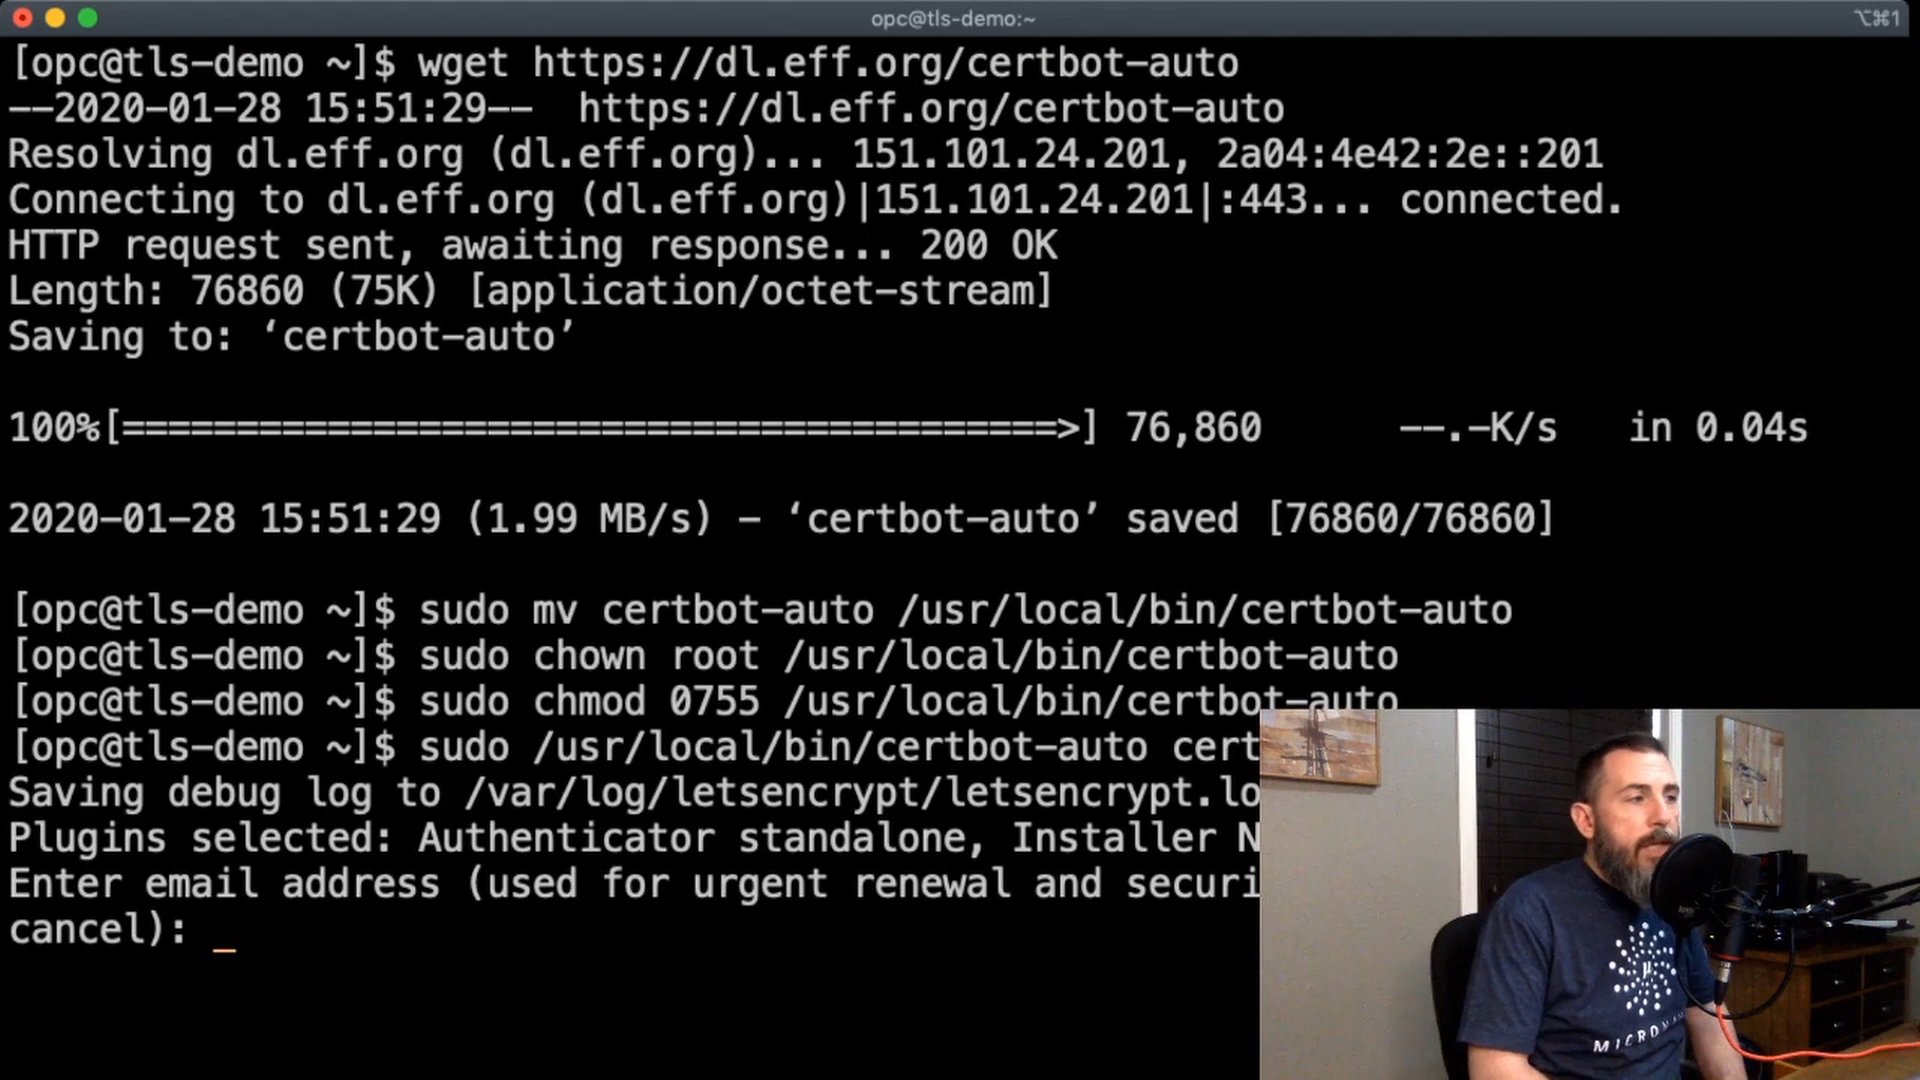 opc@tls-demo:~
⌥⌘1
[opc@tls-demo ~]$ wget https://dl.eff.org/certbot-auto
--2020-01-28 15:51:29--  https://dl.eff.org/certbot-auto
Resolving dl.eff.org (dl.eff.org)... 151.101.24.201, 2a04:4e42:2e::201
Connecting to dl.eff.org (dl.eff.org)|151.101.24.201|:443... connected.
HTTP request sent, awaiting response... 200 OK
Length: 76860 (75K) [application/octet-stream]
Saving to: ‘certbot-auto’
100%[=========================================>] 76,860      --.-K/s   in 0.04s
2020-01-28 15:51:29 (1.99 MB/s) - ‘certbot-auto’ saved [76860/76860]
[opc@tls-demo ~]$ sudo mv certbot-auto /usr/local/bin/certbot-auto
[opc@tls-demo ~]$ sudo chown root /usr/local/bin/certbot-auto
[opc@tls-demo ~]$ sudo chmod 0755 /usr/local/bin/certbot-auto
[opc@tls-demo ~]$ sudo /usr/local/bin/certbot-auto cert
Saving debug log to /var/log/letsencrypt/letsencrypt.lo
Plugins selected: Authenticator standalone, Installer N
Enter email address (used for urgent renewal and securi
cancel): _
μ
MICRON